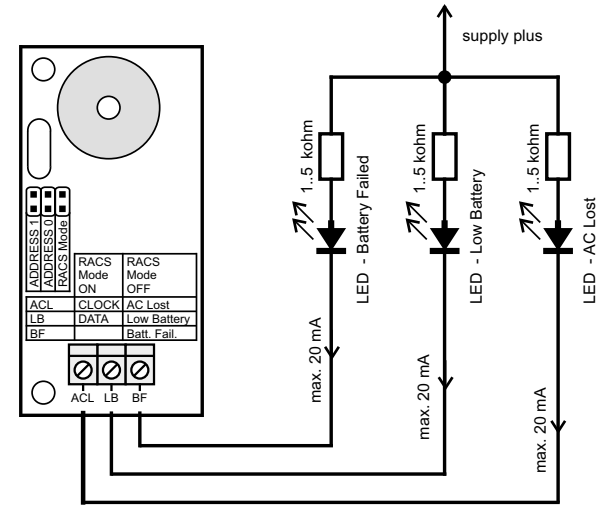 supply plus
1..5 kohm
LED - Battery Failed
1..5 kohm
LED - Low Battery
1..5 kohm
LED - AC Lost
ADDRESS 1
ADDRESS 0
RACS Mode
RACS Mode ON
RACS Mode OFF
ACL CLOCK AC Lost
LB DATA Low Battery
BF Batt. Fail.
ACL LB BF
max. 20 mA
max. 20 mA
max. 20 mA